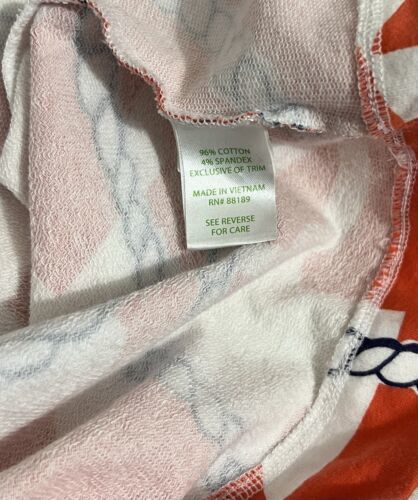 96% COTTON
4% SPANDEX
EXCLUSIVE OF TRIM
MADE IN VIETNAM
RN# 88189
SEE REVERSE
FOR CARE